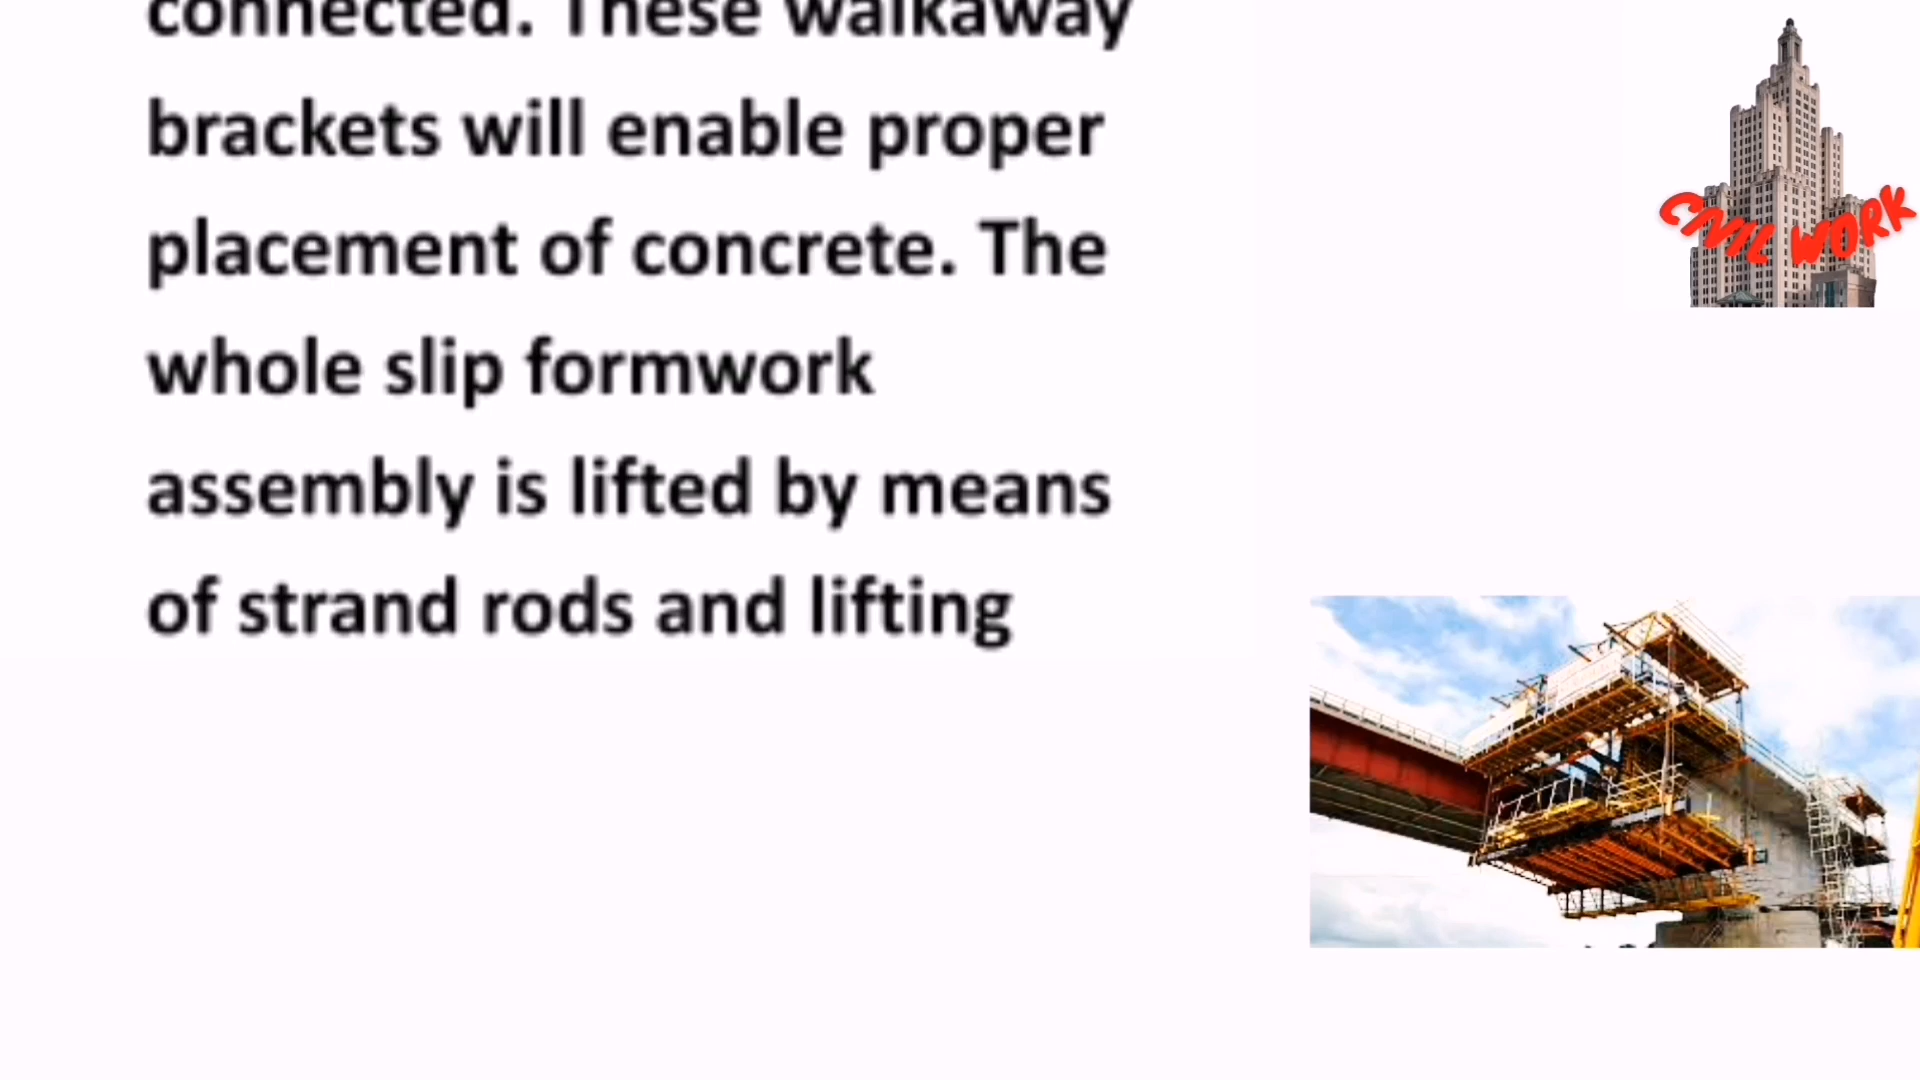 connected. These walkaway
brackets will enable proper
placement of concrete. The
whole slip formwork
assembly is lifted by means
of strand rods and lifting
CIVIL WORK